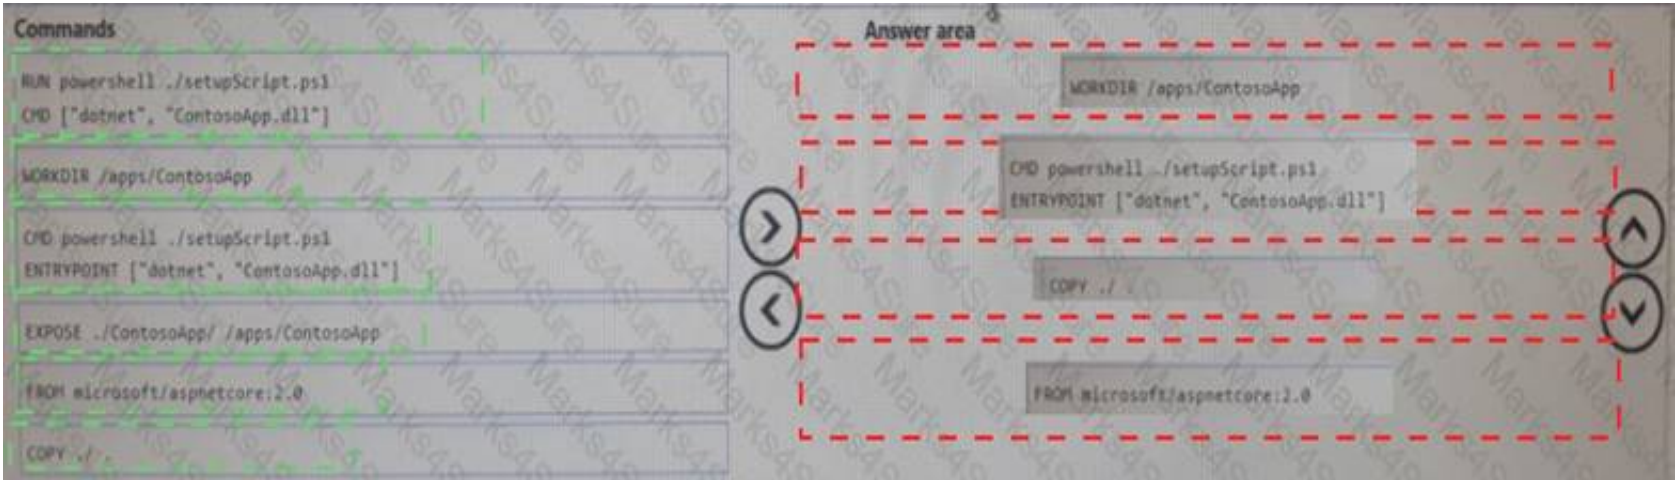 Commands
RUN powershell ./setupScript.ps1
CMD ["dotnet", "ContosoApp.dll"]
WORKDIR /apps/ContosoApp
CMD powershell ./setupScript.ps1
ENTRYPOINT ["dotnet", "ContosoApp.dll"]
EXPOSE ./ContosoApp/ /apps/ContosoApp
FROM microsoft/aspnetcore:2.0
COPY ./ .
Answer area
WORKDIR /apps/ContosoApp
CMD powershell ./setupScript.ps1
ENTRYPOINT ["dotnet", "ContosoApp.dll"]
COPY ./ .
FROM microsoft/aspnetcore:2.0
Marks4Sure